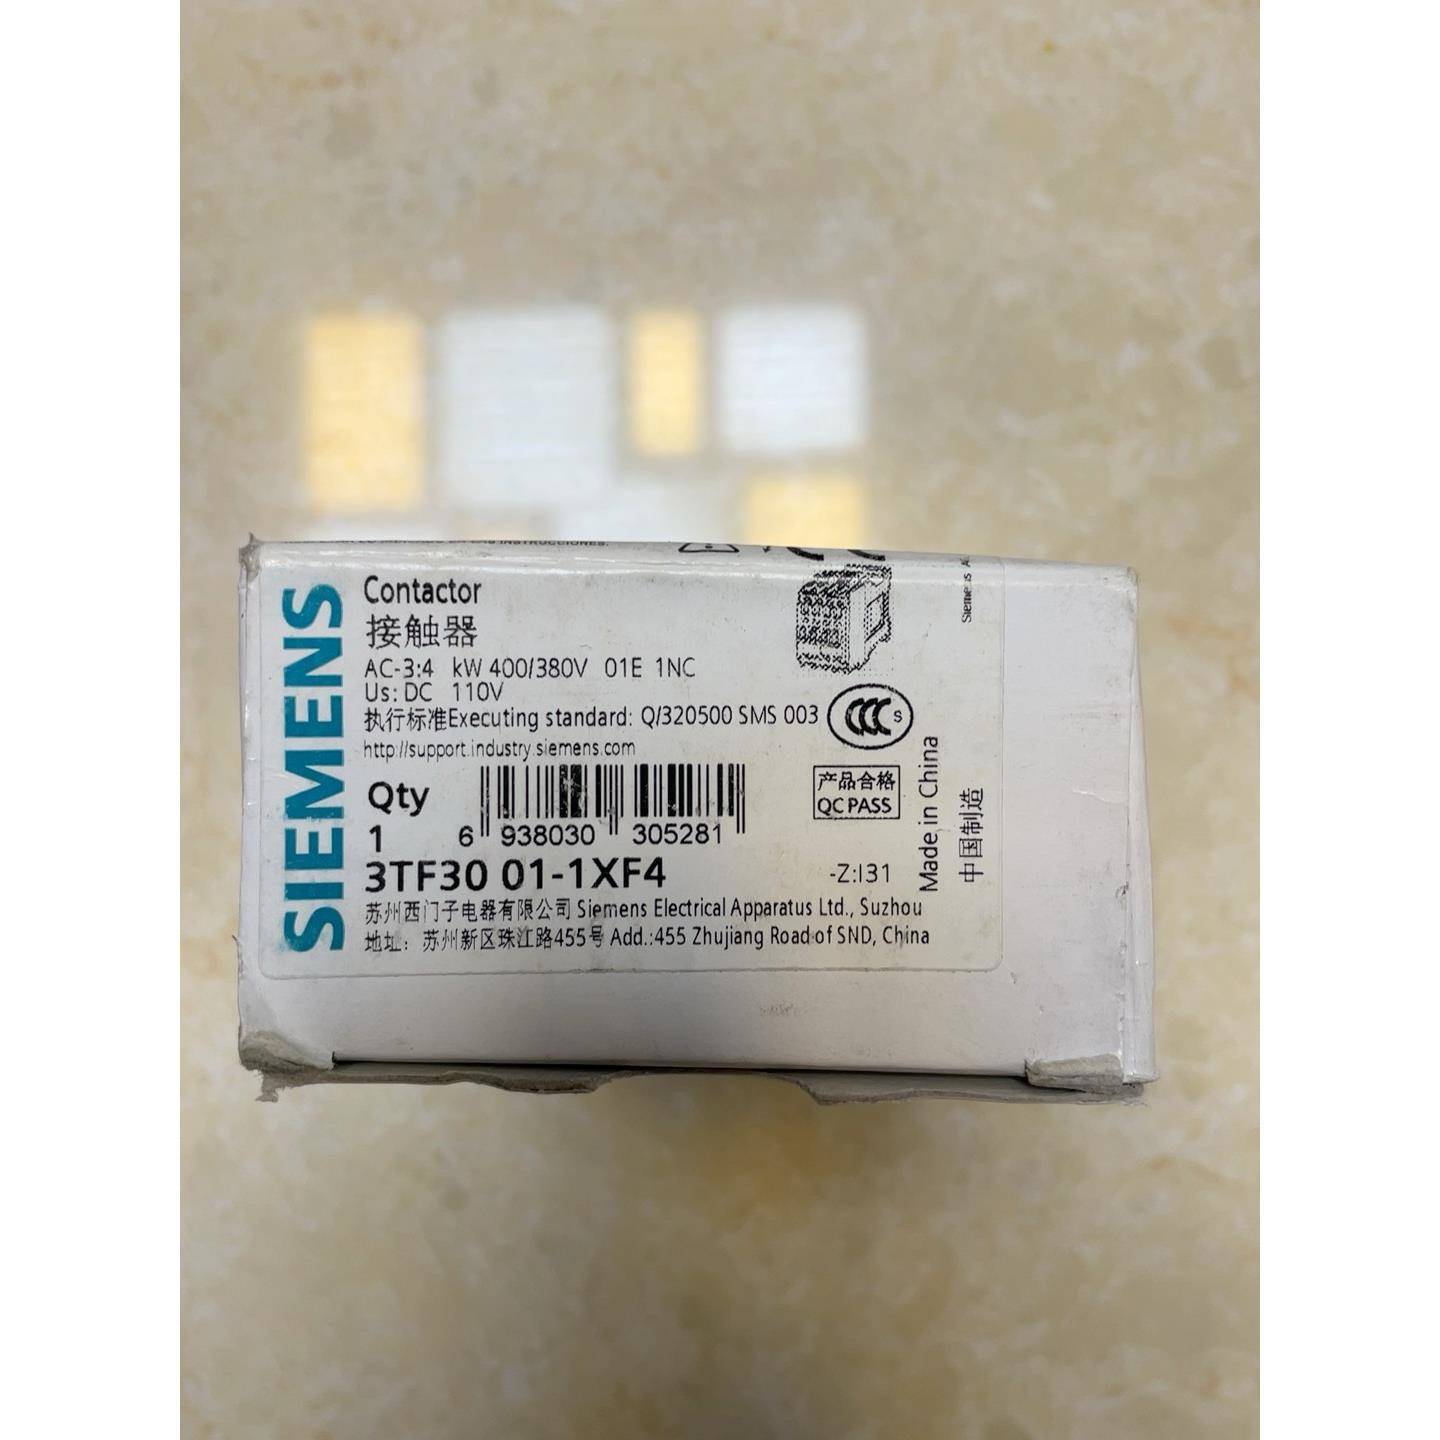 INSTRUCCIONES.
SIEMENS
Contactor
接触器
AC-3:4 kW 400/380V 01E 1NC
Us: DC 110V
执行标准Executing standard: Q/320500 SMS 003
CCC S
http://support.industry.siemens.com
Qty
1
6 938030 305281
产品合格
QC PASS
3TF30 01-1XF4
-Z:I31
苏州西门子电器有限公司 Siemens Electrical Apparatus Ltd., Suzhou
地址: 苏州新区珠江路455号 Add.:455 Zhujiang Road of SND, China
Made in China
中国制造
Siemens